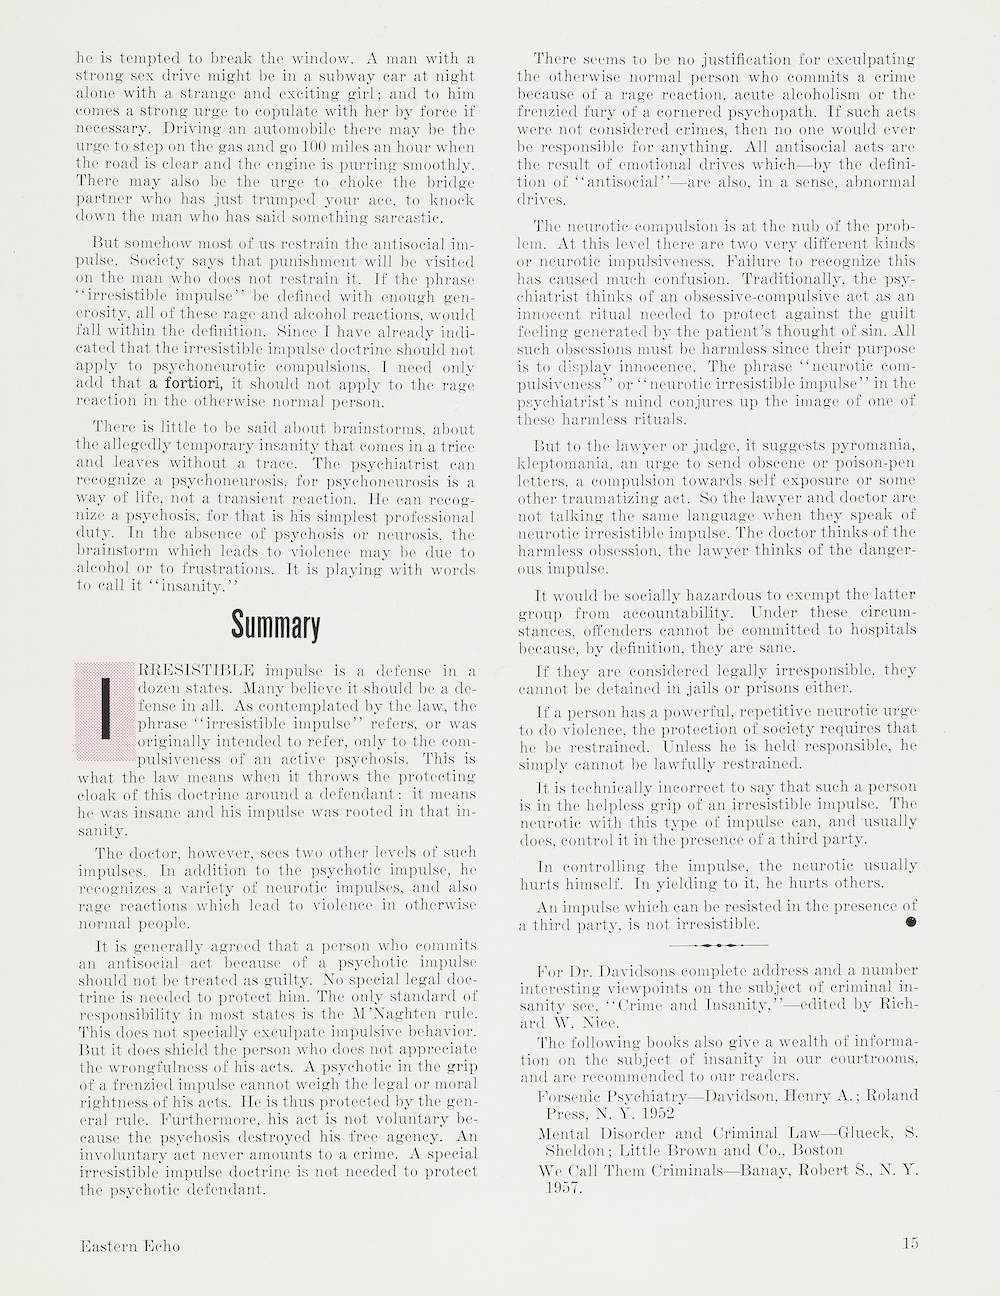 he is tempted to break the window. A man with a
strong sex drive might be in a subway car at night
alone with a strange and exciting girl; and to him
comes a strong urge to copulate with her by force if
necessary. Driving an automobile there may be the
urge to step on the gas and go 100 miles an hour when
the road is clear and the engine is purring smoothly.
There may also be the urge to choke the bridge
partner who has just trumped your ace, to knock
down the man who has said something sarcastic.
But somehow most of us restrain the antisocial im-
pulse. Society says that punishment will be visited
on the man who does not restrain it. If the phrase
"irresistible impulse" be defined with enough gen-
erosity, all of these rage and alcohol reactions, would
fall within the definition. Since I have already indi-
cated that the irresistible impulse doctrine should not
apply to psychoneurotic compulsions, I need only
add that a fortiori, it should not apply to the rage
reaction in the otherwise normal person.
There is little to be said about brainstorms, about
the allegedly temporary insanity that comes in a trice
and leaves without a trace. The psychiatrist can
recognize a psychoneurosis, for psychoneurosis is a
way of life, not a transient reaction. He can recog-
nize a psychosis, for that is his simplest professional
duty. In the absence of psychosis or neurosis, the
brainstorm which leads to violence may be due to
alcohol or to frustrations. It is playing with words
to call it "insanity."
Summary
IRRESISTIBLE impulse is a defense in a
dozen states. Many believe it should be a de-
fense in all. As contemplated by the law, the
phrase "irresistible impulse" refers, or was
originally intended to refer, only to the com-
pulsiveness of an active psychosis. This is
what the law means when it throws the protecting
cloak of this doctrine around a defendant: it means
he was insane and his impulse was rooted in that in-
sanity.
The doctor, however, sees two other levels of such
impulses. In addition to the psychotic impulse, he
recognizes a variety of neurotic impulses, and also
rage reactions which lead to violence in otherwise
normal people.
It is generally agreed that a person who commits
an antisocial act because of a psychotic impulse
should not be treated as guilty. No special legal doc-
trine is needed to protect him. The only standard of
responsibility in most states is the M'Naghten rule.
This does not specially exculpate impulsive behavior.
But it does shield the person who does not appreciate
the wrongfulness of his acts. A psychotic in the grip
of a frenzied impulse cannot weigh the legal or moral
rightness of his acts. He is thus protected by the gen-
eral rule. Furthermore, his act is not voluntary be-
cause the psychosis destroyed his free agency. An
involuntary act never amounts to a crime. A special
irresistible impulse doctrine is not needed to protect
the psychotic defendant.
There seems to be no justification for exculpating
the otherwise normal person who commits a crime
because of a rage reaction, acute alcoholism or the
frenzied fury of a cornered psychopath. If such acts
were not considered crimes, then no one would ever
be responsible for anything. All antisocial acts are
the result of emotional drives which—by the defini-
tion of "antisocial"—are also, in a sense, abnormal
drives.
The neurotic compulsion is at the nub of the prob-
lem. At this level there are two very different kinds
or neurotic impulsiveness. Failure to recognize this
has caused much confusion. Traditionally, the psy-
chiatrist thinks of an obsessive-compulsive act as an
innocent ritual needed to protect against the guilt
feeling generated by the patient's thought of sin. All
such obsessions must be harmless since their purpose
is to display innocence. The phrase "neurotic com-
pulsiveness" or "neurotic irresistible impulse" in the
psychiatrist's mind conjures up the image of one of
these harmless rituals.
But to the lawyer or judge, it suggests pyromania,
kleptomania, an urge to send obscene or poison-pen
letters, a compulsion towards self exposure or some
other traumatizing act. So the lawyer and doctor are
not talking the same language when they speak of
neurotic irresistible impulse. The doctor thinks of the
harmless obsession, the lawyer thinks of the danger-
ous impulse.
It would be socially hazardous to exempt the latter
group from accountability. Under these circum-
stances, offenders cannot be committed to hospitals
because, by definition, they are sane.
If they are considered legally irresponsible, they
cannot be detained in jails or prisons either.
If a person has a powerful, repetitive neurotic urge
to do violence, the protection of society requires that
he be restrained. Unless he is held responsible, he
simply cannot be lawfully restrained.
It is technically incorrect to say that such a person
is in the helpless grip of an irresistible impulse. The
neurotic with this type of impulse can, and usually
does, control it in the presence of a third party.
In controlling the impulse, the neurotic usually
hurts himself. In yielding to it, he hurts others.
An impulse which can be resisted in the presence of
a third party, is not irresistible.
For Dr. Davidsons complete address and a number
interesting viewpoints on the subject of criminal in-
sanity see, "Crime and Insanity,"—edited by Rich-
ard W. Nice.
The following books also give a wealth of informa-
tion on the subject of insanity in our courtrooms,
and are recommended to our readers.
Forsenic Psychiatry—Davidson, Henry A.; Roland
Press, N. Y. 1952
Mental Disorder and Criminal Law—Glueck, S.
Sheldon; Little Brown and Co., Boston
We Call Them Criminals—Banay, Robert S., N. Y.
1957.
Eastern Echo
15